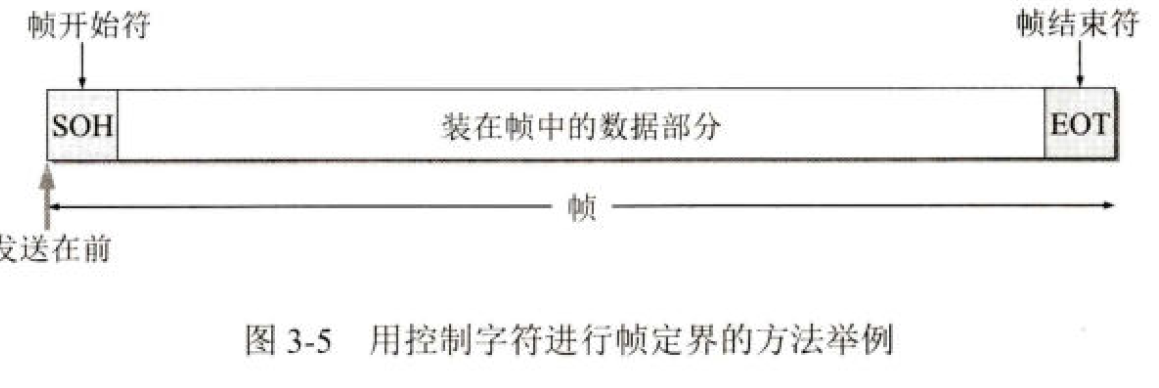 帧开始符
帧结束符
SOH
装在帧中的数据部分
EOT
帧
发送在前
图 3-5 用控制字符进行帧定界的方法举例